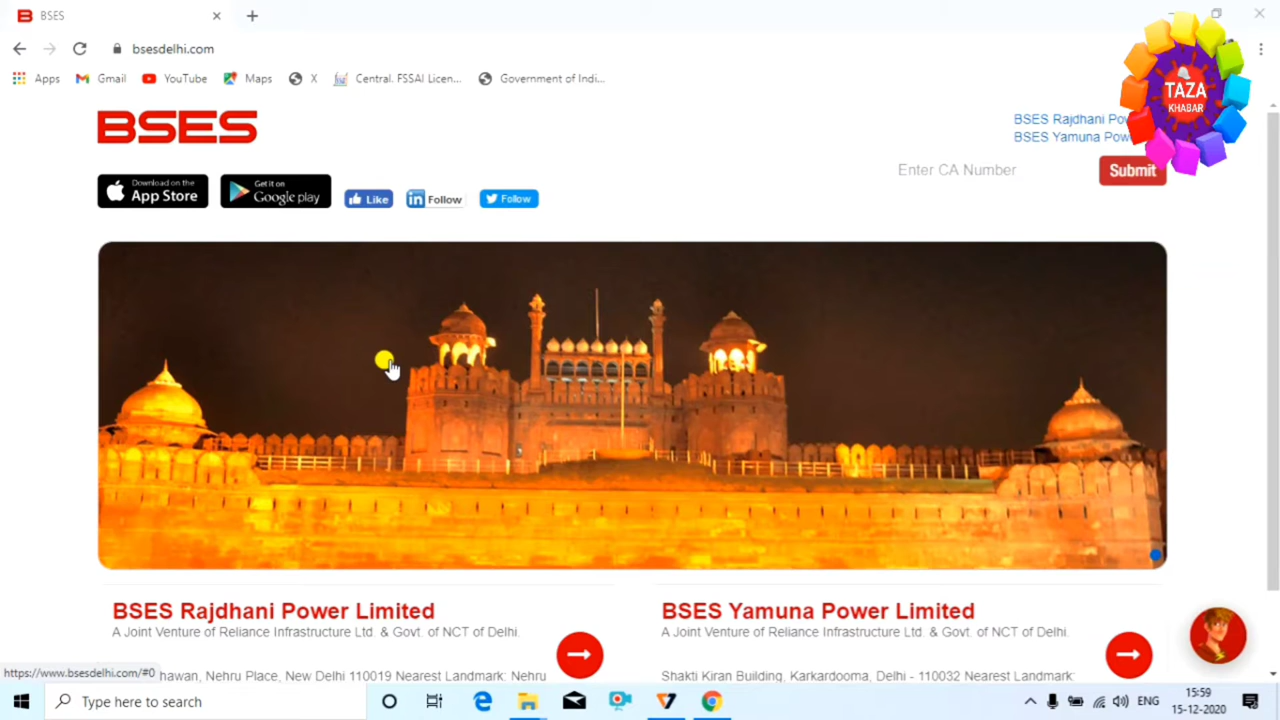 BSES
bsesdelhi.com
Apps
Gmail
YouTube
Maps
X
Central. FSSAI Licen...
Government of Indi...
TAZA
KHABAR
BSES
BSES Rajdhani
BSES Yamuna
Enter CA Number
Submit
Download on the
App Store
Get it on
Google play
Like
in Follow
Follow
BSES Rajdhani Power Limited
A Joint Venture of Reliance Infrastructure Ltd. & Govt. of NCT of Delhi.
BSES Yamuna Power Limited
A Joint Venture of Reliance Infrastructure Ltd. & Govt. of NCT of Delhi.
https://www.bsesdelhi.com/#0
Nehru Place, New Delhi 110019 Nearest Landmark: Nehru
Shakti Kiran Building, Karkardooma, Delhi - 110032 Nearest Landmark:
Type here to search
ENG
15:59
15-12-2020